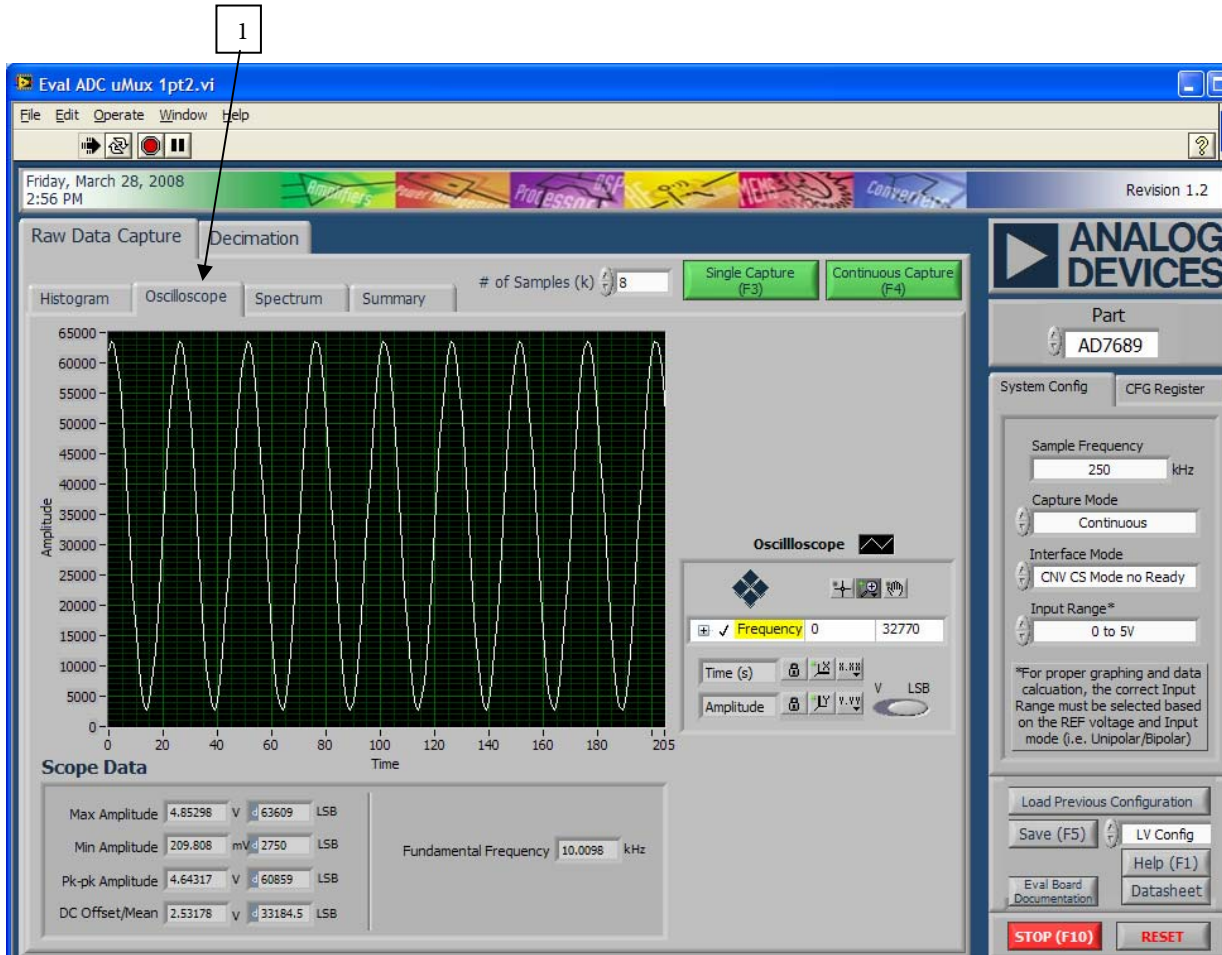 1
Eval ADC uMux 1pt2.vi
File Edit Operate Window Help
Friday, March 28, 2008
2:56 PM
Amplifiers
Power management
Processors
DSP
MEMS
Converters
Revision 1.2
Raw Data Capture
Decimation
Histogram
Oscilloscope
Spectrum
Summary
# of Samples (k) 8
Single Capture
(F3)
Continuous Capture
(F4)
65000
60000
55000
50000
45000
40000
35000
30000
25000
20000
15000
10000
5000
0
Amplitude
0 20 40 60 80 100 120 140 160 180 205
Time
Oscillloscope
Frequency 0 32770
Time (s)
Amplitude
V LSB
Scope Data
Max Amplitude 4.85298 V d 63609 LSB
Min Amplitude 209.808 mV d 2750 LSB
Pk-pk Amplitude 4.64317 V d 60859 LSB
DC Offset/Mean 2.53178 V d 33184.5 LSB
Fundamental Frequency 10.0098 kHz
ANALOG
DEVICES
Part
AD7689
System Config
CFG Register
Sample Frequency
250 kHz
Capture Mode
Continuous
Interface Mode
CNV CS Mode no Ready
Input Range*
0 to 5V
*For proper graphing and data
calcuation, the correct Input
Range must be selected based
on the REF voltage and Input
mode (i.e. Unipolar/Bipolar)
Load Previous Configuration
Save (F5)
LV Config
Help (F1)
Eval Board
Documentation
Datasheet
STOP (F10)
RESET